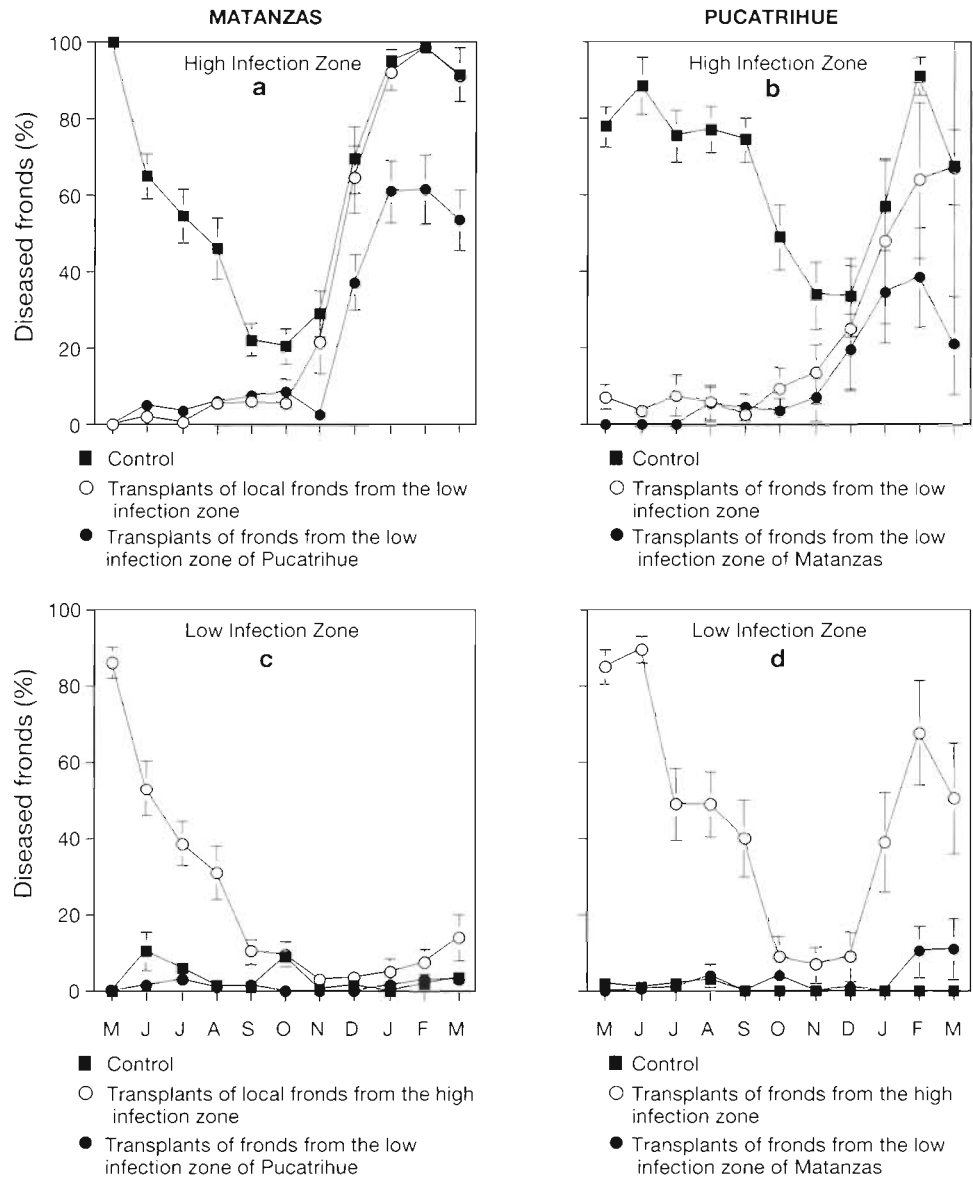 MATANZAS
PUCATRIHUE
Diseased fronds (%)
100
80
60
40
20
0
High Infection Zone
a
■ Control
○ Transplants of local fronds from the low
infection zone
● Transplants of fronds from the low
infection zone of Pucatrihue
High Infection Zone
b
■ Control
○ Transplants of fronds from the low
infection zone
● Transplants of fronds from the low
infection zone of Matanzas
Diseased fronds (%)
100
80
60
40
20
0
Low Infection Zone
c
M J J A S O N D J F M
■ Control
○ Transplants of local fronds from the high
infection zone
● Transplants of fronds from the low
infection zone of Pucatrihue
Low Infection Zone
d
M J J A S O N D J F M
■ Control
○ Transplants of fronds from the high
infection zone
● Transplants of fronds from the low
infection zone of Matanzas